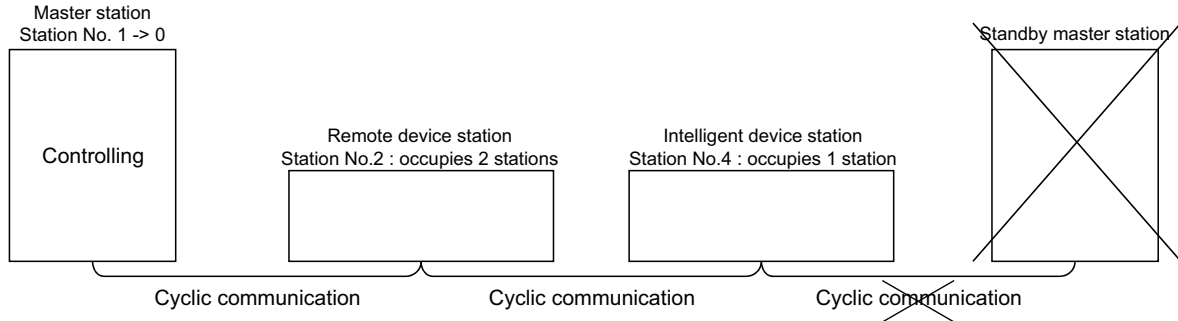 Master station
Station No. 1 -> 0
Standby master station
Controlling
Remote device station
Station No.2 : occupies 2 stations
Intelligent device station
Station No.4 : occupies 1 station
Cyclic communication
Cyclic communication
Cyclic communication